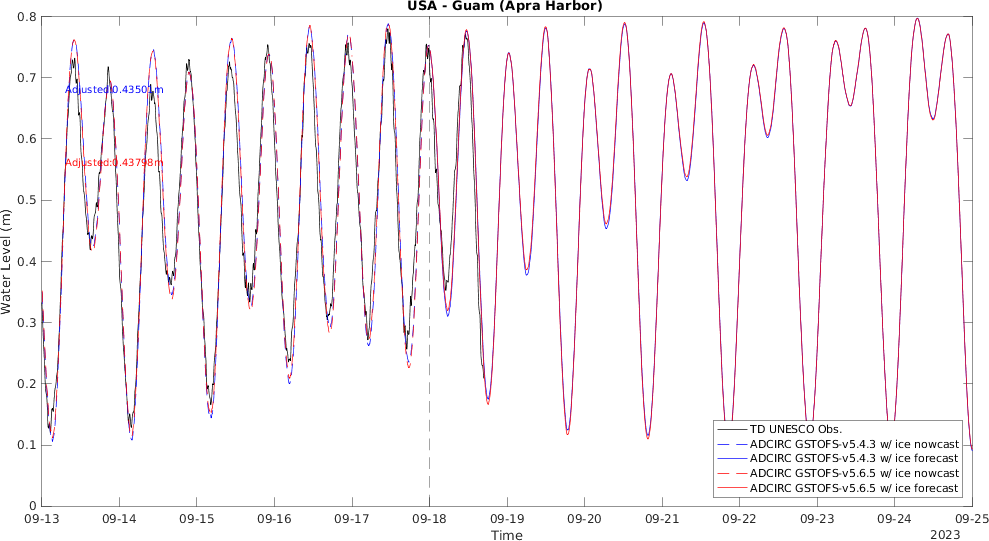 USA - Guam (Apra Harbor)
0.8
0.7
0.6
0.5
0.4
0.3
0.2
0.1
0
Water Level (m)
Adjusted:0.43501m
Adjusted:0.43798m
TD UNESCO Obs.
ADCIRC GSTOFS-v5.4.3 w/ ice nowcast
ADCIRC GSTOFS-v5.4.3 w/ ice forecast
ADCIRC GSTOFS-v5.6.5 w/ ice nowcast
ADCIRC GSTOFS-v5.6.5 w/ ice forecast
09-13 09-14 09-15 09-16 09-17 09-18 09-19 09-20 09-21 09-22 09-23 09-24 09-25
Time
2023